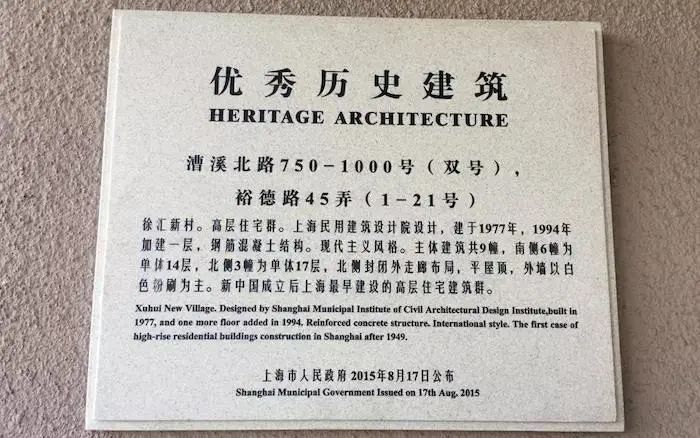 优秀历史建筑
HERITAGE ARCHITECTURE
漕溪北路750-1000号（双号），
裕德路45弄（1-21号）
徐汇新村。高层住宅群。上海民用建筑设计院设计，建于1977年，1994年
加建一层，钢筋混凝土结构。现代主义风格。主体建筑共9幢，南侧6幢为
单体14层，北侧3幢为单体17层，北侧封闭外走廊布局，平屋顶，外墙以白
色粉刷为主。新中国成立后上海最早建设的高层住宅建筑群。
Xuhui New Village. Designed by Shanghai Municipal Institute of Civil Architectural Design Institute,built in
1977, and one more floor added in 1994. Reinforced concrete structure. International style. The first case of
high-rise residential buildings construction in Shanghai after 1949.
上海市人民政府 2015年8月17日公布
Shanghai Municipal Government Issued on 17th Aug. 2015